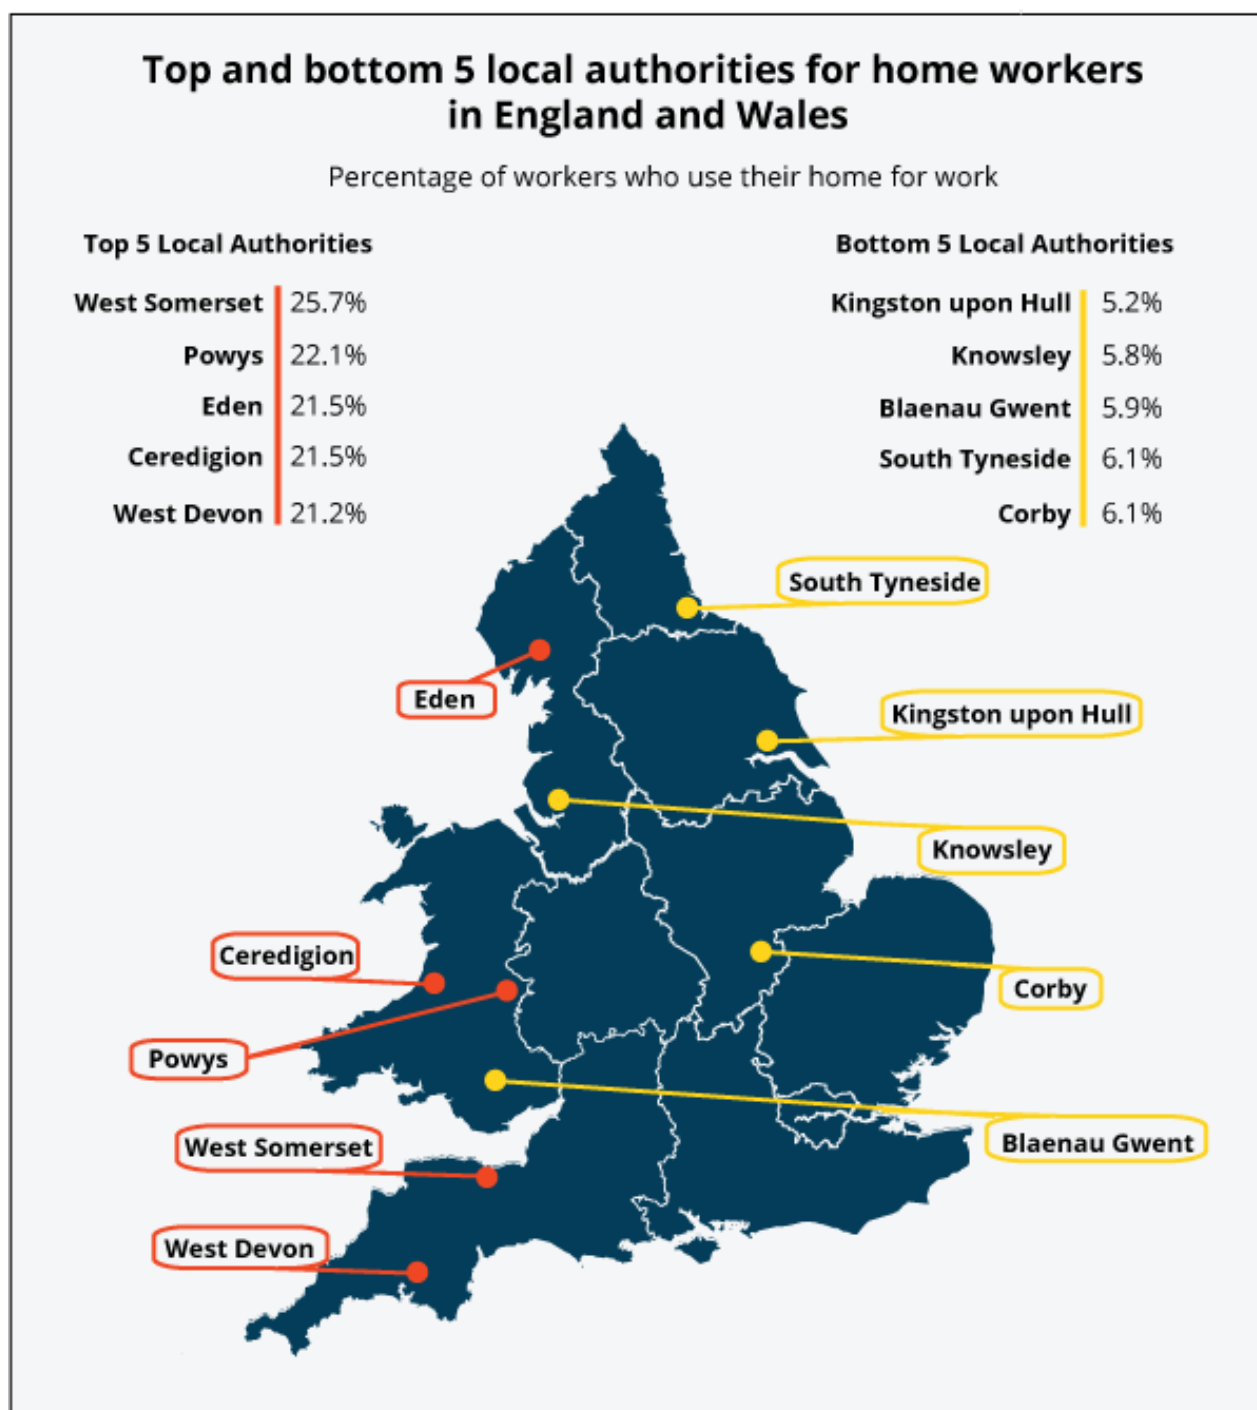 Top and bottom 5 local authorities for home workers
in England and Wales
Percentage of workers who use their home for work
Top 5 Local Authorities
West Somerset 25.7%
Powys 22.1%
Eden 21.5%
Ceredigion 21.5%
West Devon 21.2%
Bottom 5 Local Authorities
Kingston upon Hull 5.2%
Knowsley 5.8%
Blaenau Gwent 5.9%
South Tyneside 6.1%
Corby 6.1%
South Tyneside
Eden
Kingston upon Hull
Knowsley
Ceredigion
Corby
Powys
Blaenau Gwent
West Somerset
West Devon